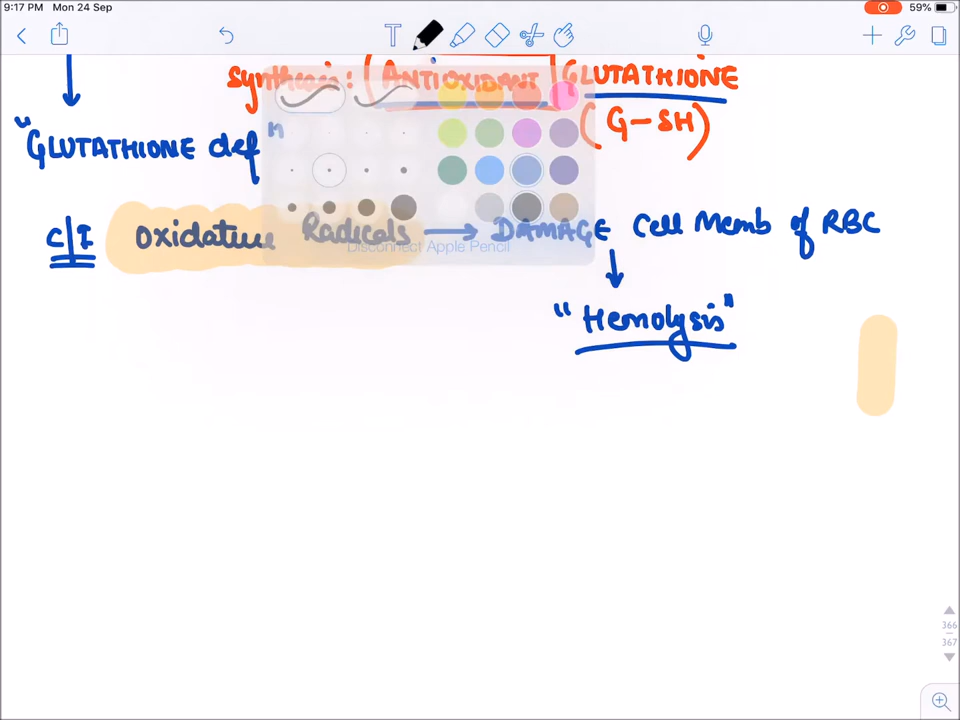 9:17 PM Mon 24 Sep 59%
T
Synthesis: (ANTIOXIDANT) GLUTATHIONE
(G-SH)
"GLUTATHIONE def n
C/I Oxidative Radicals → DAMAGE Cell Memb of RBC
Disconnect Apple Pencil
"Hemolysis"
366
367